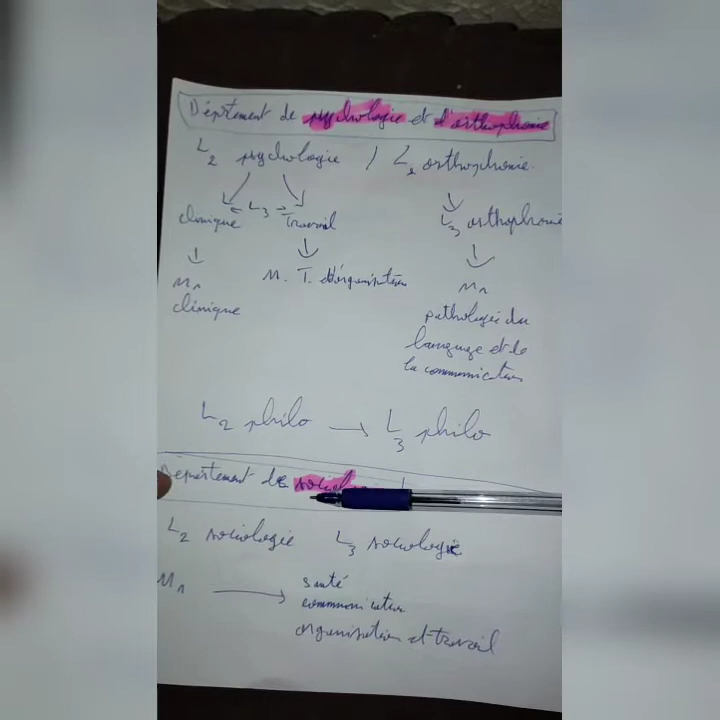 Département de psychologie et d'orthophonie
L2 psychologie / L2 orthophonie
clinique ← L3 → Travail
L3 orthophonie
M1 clinique
M. T. d'organisation
M1
pathologie du
language et de
la communication
L2 philo → L3 philo
Département de
L2 sociologie L3 sociologie
M1 → santé
communication
organisation et travail